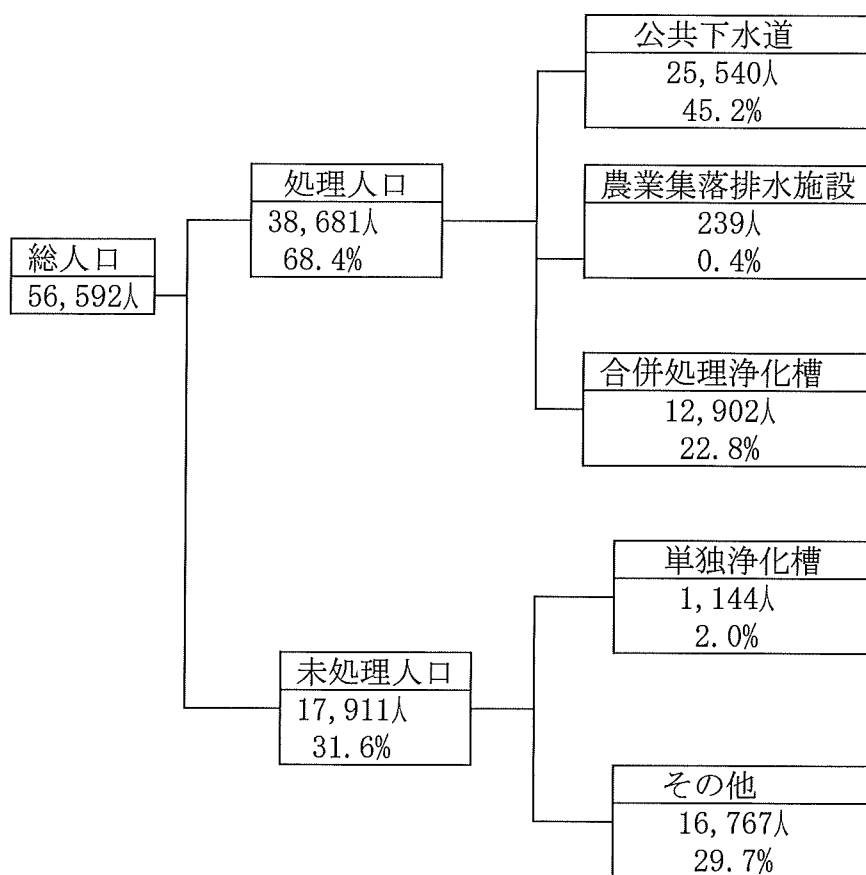 総人口
56,592人
処理人口
38,681人
68.4%
公共下水道
25,540人
45.2%
農業集落排水施設
239人
0.4%
合併処理浄化槽
12,902人
22.8%
未処理人口
17,911人
31.6%
単独浄化槽
1,144人
2.0%
その他
16,767人
29.7%